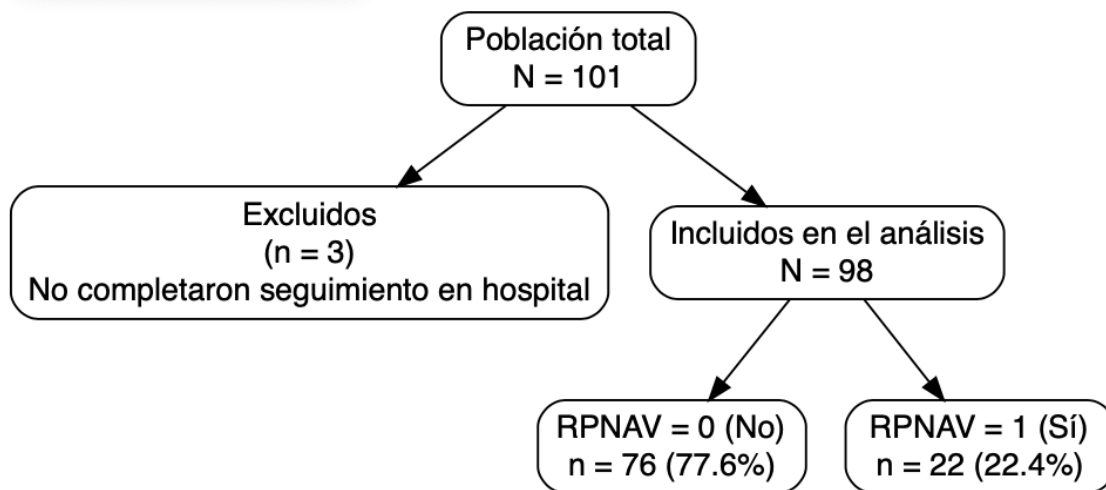 Población total
N = 101
Excluidos
(n = 3)
No completaron seguimiento en hospital
Incluidos en el análisis
N = 98
RPNAV = 0 (No)
n = 76 (77.6%)
RPNAV = 1 (Sí)
n = 22 (22.4%)